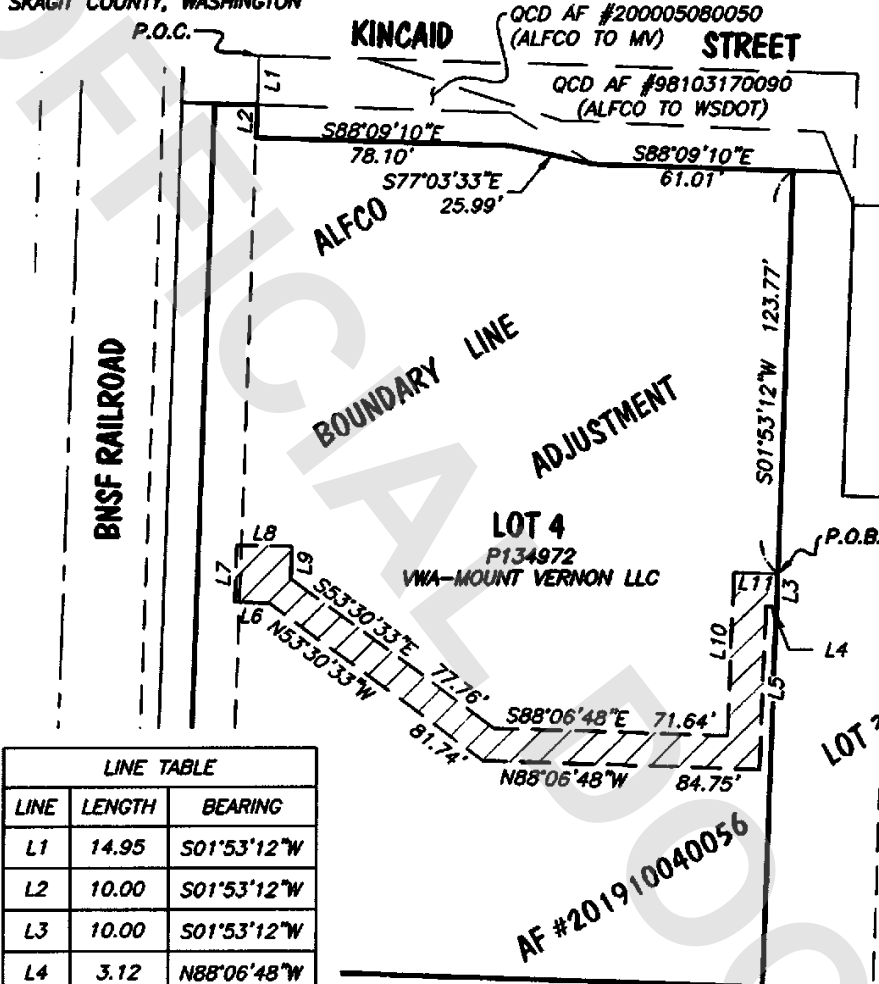 SKAGIT COUNTY, WASHINGTON
P.O.C.
KINCAID
STREET
QCD AF #200005080050
(ALFCO TO MV)
QCD AF #98103170090
(ALFCO TO WSDOT)
L1
L2
S88°09'10"E
78.10'
S77°03'33"E
25.99'
S88°09'10"E
61.01'
ALFCO
BOUNDARY LINE
ADJUSTMENT
S01°53'12"W 123.77'
BNSF RAILROAD
LOT 4
P134972
VWA-MOUNT VERNON LLC
P.O.B.
L8
L7
L9
L6
L11
L3
L10
L4
L5
S53°30'33"E
77.76'
N53°30'33"W
81.74'
S88°06'48"E 71.64'
N88°06'48"W 84.75'
LOT
AF #201910040056
LINE TABLE
LINE LENGTH BEARING
L1 14.95 S01°53'12"W
L2 10.00 S01°53'12"W
L3 10.00 S01°53'12"W
L4 3.12 N88°06'48"W
OFFICIAL DOC